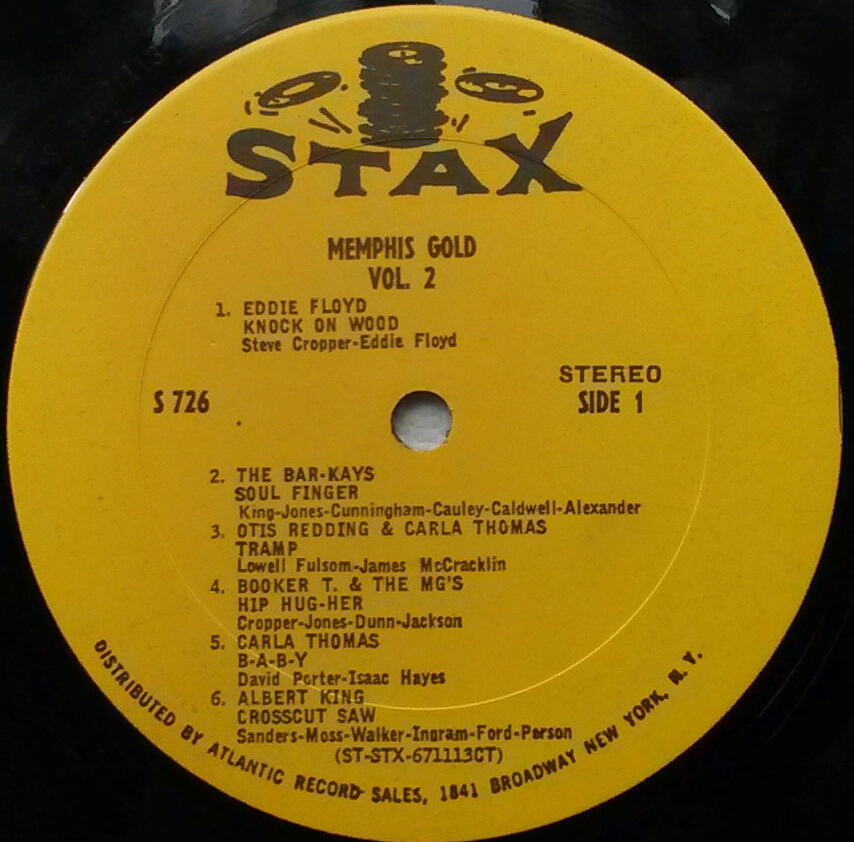 STAX
MEMPHIS GOLD
VOL. 2
1. EDDIE FLOYD
KNOCK ON WOOD
Steve Cropper-Eddie Floyd
STEREO
S 726
SIDE 1
2. THE BAR-KAYS
SOUL FINGER
King-Jones-Cunningham-Cauley-Caldwell-Alexander
3. OTIS REDDING & CARLA THOMAS
TRAMP
Lowell Fulsom-James McCracklin
4. BOOKER T. & THE MG'S
HIP HUG-HER
Cropper-Jones-Dunn-Jackson
5. CARLA THOMAS
B-A-B-Y
David Porter-Isaac Hayes
6. ALBERT KING
CROSSCUT SAW
Sanders-Moss-Walker-Ingram-Ford-Person
(ST-STX-671113CT)
DISTRIBUTED BY ATLANTIC RECORD SALES, 1841 BROADWAY NEW YORK, N.Y.